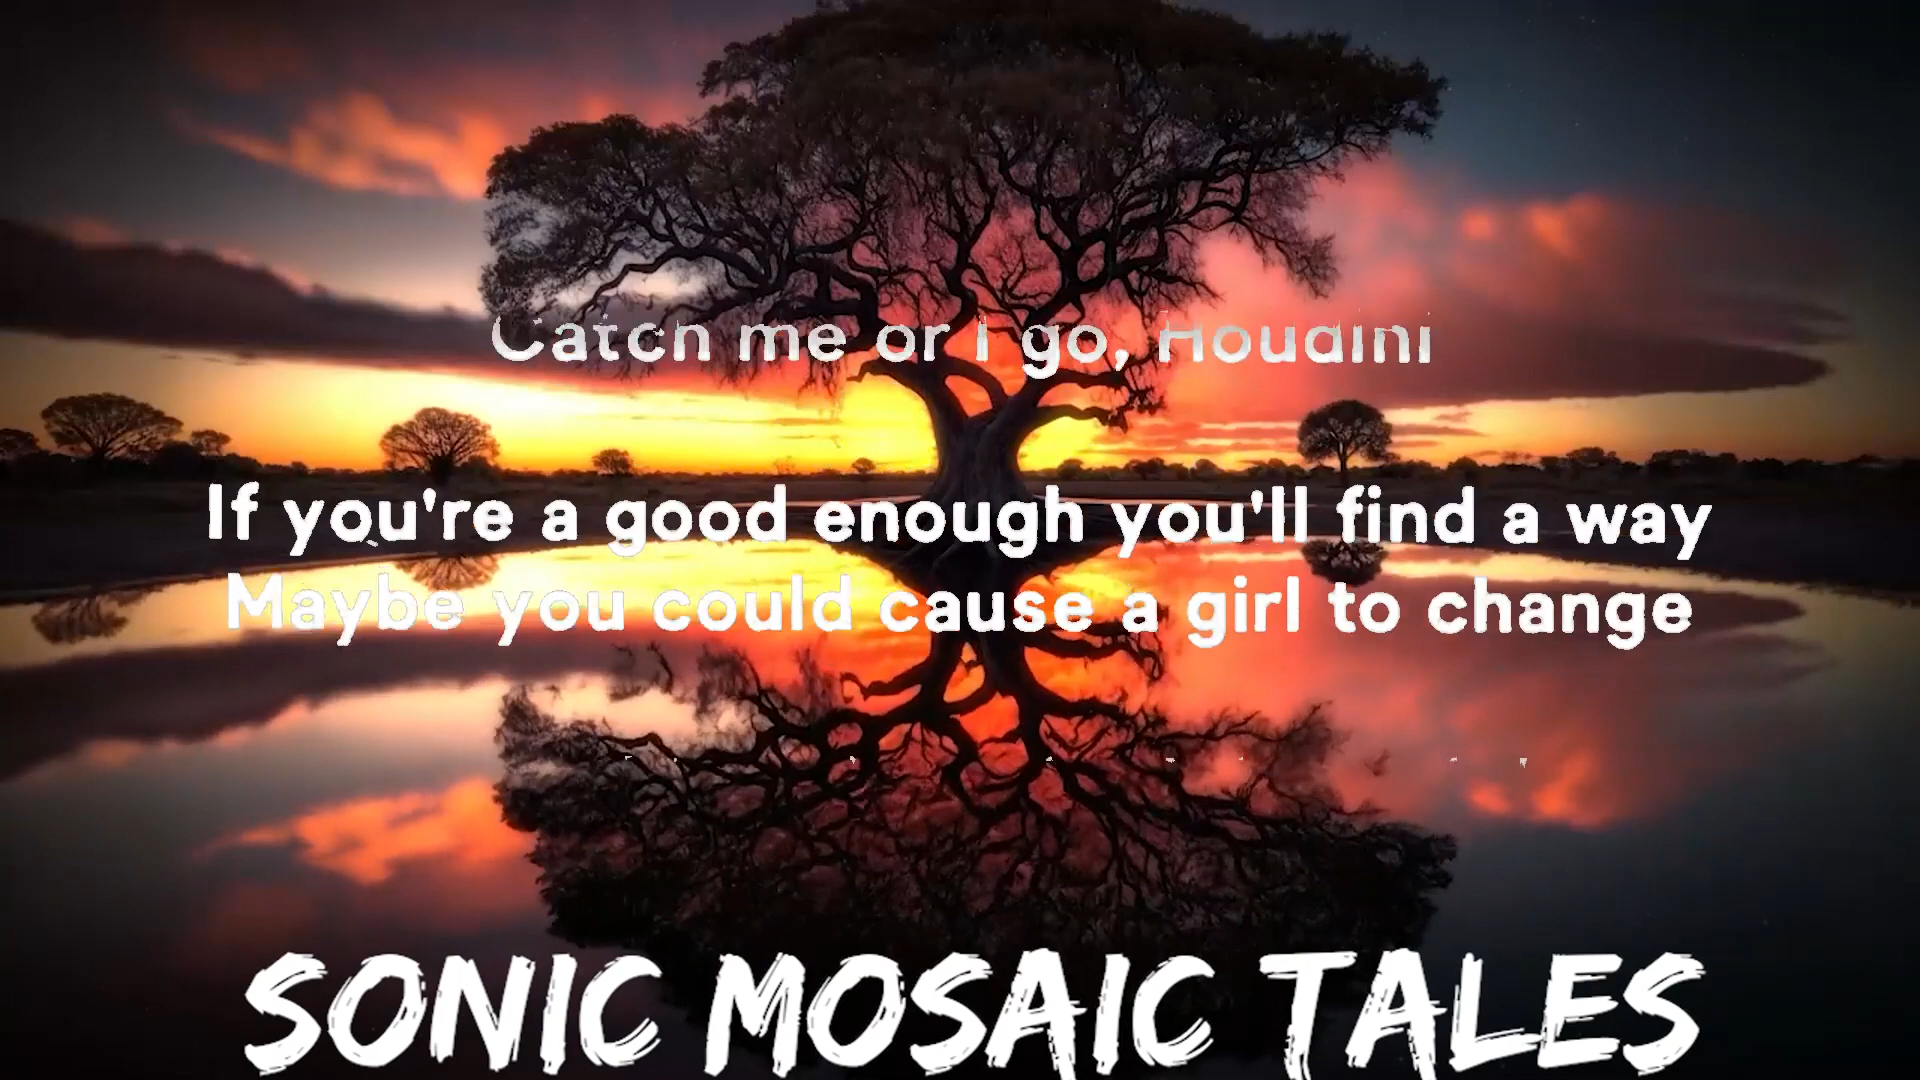 Catch me or I go, Houdini
If you're a good enough you'll find a way
Maybe you could cause a girl to change
SONIC MOSAIC TALES